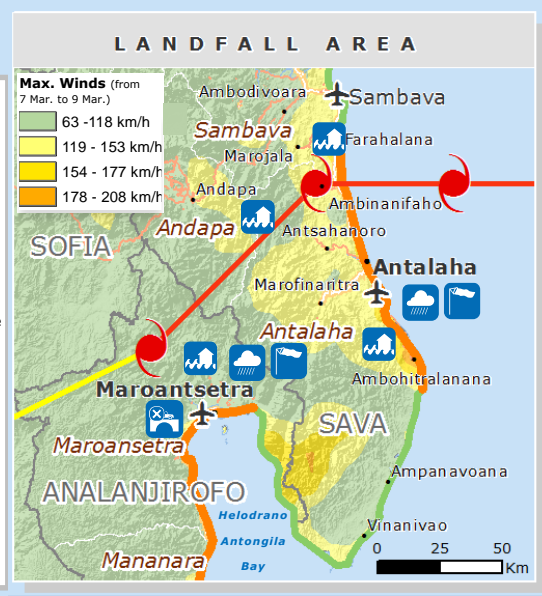 LANDFALL AREA
Max. Winds (from
7 Mar. to 9 Mar.)
63 -118 km/h
119 - 153 km/h
154 - 177 km/h
178 - 208 km/h
Ambodivoara
Sambava
Sambava
Farahalana
Marojala
Andapa
Ambinanifaho
Andapa
Antsahanoro
SOFIA
Antalaha
Marofinaritra
Antalaha
Ambohitralanana
Maroantsetra
SAVA
Maroansetra
Ampanavoana
ANALANJIROFO
Helodrano
Antongila
Bay
Vinanivao
Mananara
0 25 50
Km